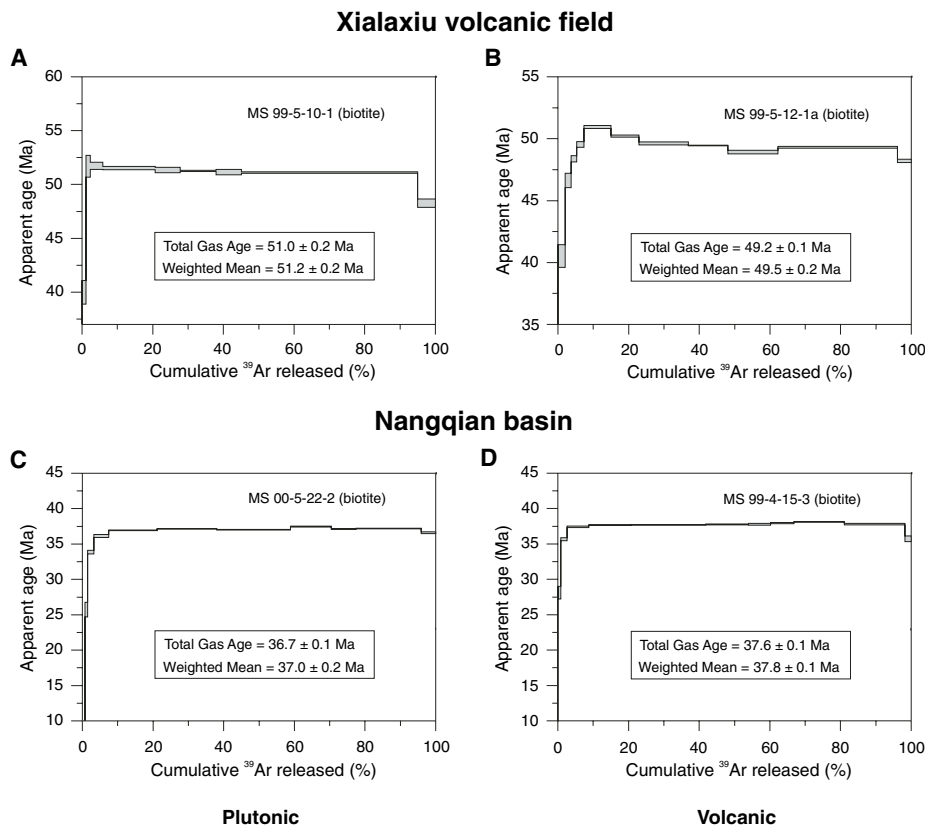 Xialaxiu volcanic field
A
60
55
50
45
40
Apparent age (Ma)
MS 99-5-10-1 (biotite)
Total Gas Age = 51.0 ± 0.2 Ma
Weighted Mean = 51.2 ± 0.2 Ma
0 20 40 60 80 100
Cumulative ³⁹Ar released (%)
B
55
50
45
40
35
Apparent age (Ma)
MS 99-5-12-1a (biotite)
Total Gas Age = 49.2 ± 0.1 Ma
Weighted Mean = 49.5 ± 0.2 Ma
0 20 40 60 80 100
Cumulative ³⁹Ar released (%)
Nangqian basin
C
45
40
35
30
25
20
15
10
Apparent age (Ma)
MS 00-5-22-2 (biotite)
Total Gas Age = 36.7 ± 0.1 Ma
Weighted Mean = 37.0 ± 0.2 Ma
0 20 40 60 80 100
Cumulative ³⁹Ar released (%)
Plutonic
D
45
40
35
30
25
20
15
10
Apparent age (Ma)
MS 99-4-15-3 (biotite)
Total Gas Age = 37.6 ± 0.1 Ma
Weighted Mean = 37.8 ± 0.1 Ma
0 20 40 60 80 100
Cumulative ³⁹Ar released (%)
Volcanic